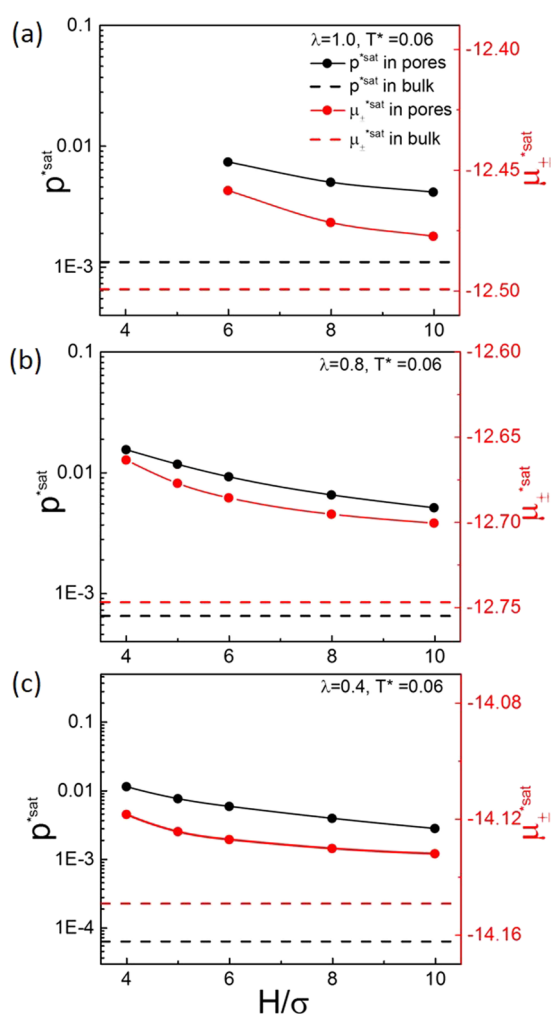 (a)
λ=1.0, T*=0.06
p*sat in pores
p*sat in bulk
μ±*sat in pores
μ±*sat in bulk
0.1
0.01
1E-3
p*sat
-12.40
-12.45
-12.50
μ±*sat
4 6 8 10
(b)
λ=0.8, T*=0.06
0.1
0.01
1E-3
p*sat
-12.60
-12.65
-12.70
-12.75
μ±*sat
4 6 8 10
(c)
λ=0.4, T*=0.06
0.1
0.01
1E-3
1E-4
p*sat
-14.08
-14.12
-14.16
μ±*sat
4 6 8 10
H/σ